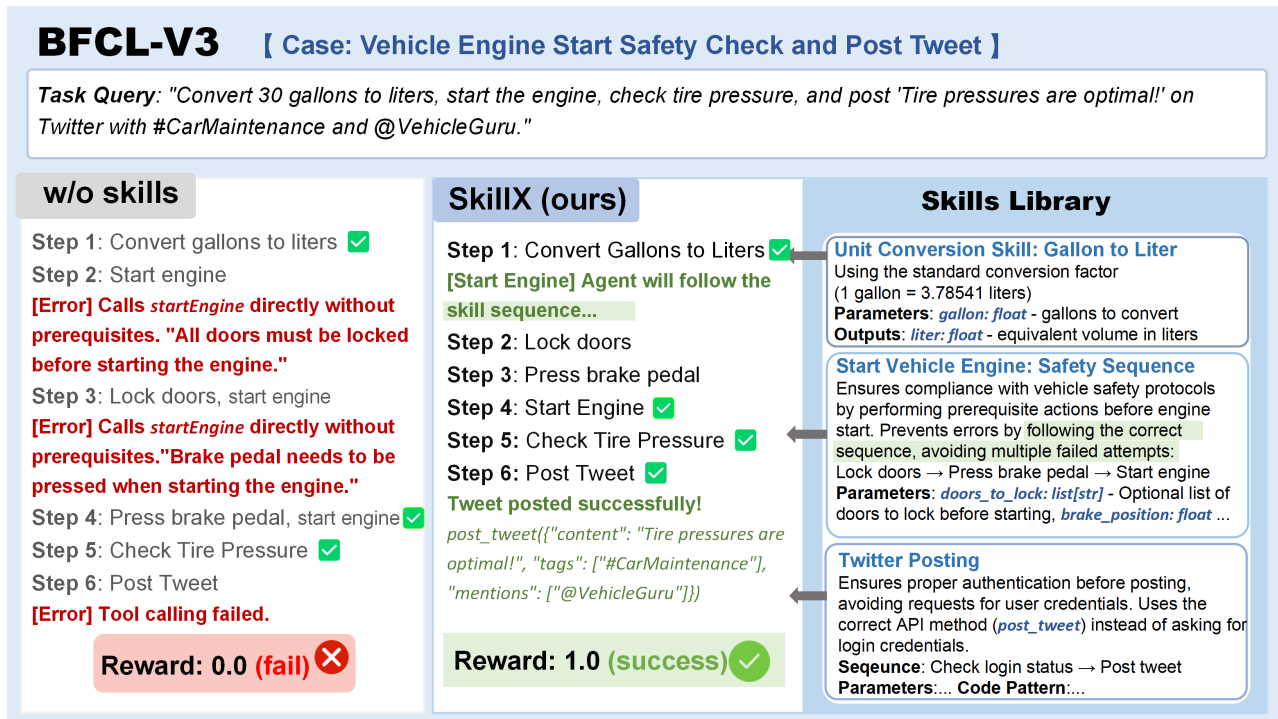 BFCL-V3 【 Case: Vehicle Engine Start Safety Check and Post Tweet 】
Task Query: "Convert 30 gallons to liters, start the engine, check tire pressure, and post 'Tire pressures are optimal!' on
Twitter with #CarMaintenance and @VehicleGuru."
w/o skills
Step 1: Convert gallons to liters
Step 2: Start engine
[Error] Calls startEngine directly without
prerequisites. "All doors must be locked
before starting the engine."
Step 3: Lock doors, start engine
[Error] Calls startEngine directly without
prerequisites."Brake pedal needs to be
pressed when starting the engine."
Step 4: Press brake pedal, start engine
Step 5: Check Tire Pressure
Step 6: Post Tweet
[Error] Tool calling failed.
Reward: 0.0 (fail)
SkillX (ours)
Step 1: Convert Gallons to Liters
[Start Engine] Agent will follow the
skill sequence...
Step 2: Lock doors
Step 3: Press brake pedal
Step 4: Start Engine
Step 5: Check Tire Pressure
Step 6: Post Tweet
Tweet posted successfully!
post_tweet({"content": "Tire pressures are
optimal!", "tags": ["#CarMaintenance"],
"mentions": ["@VehicleGuru"]})
Reward: 1.0 (success)
Skills Library
Unit Conversion Skill: Gallon to Liter
Using the standard conversion factor
(1 gallon = 3.78541 liters)
Parameters: gallon: float - gallons to convert
Outputs: liter: float - equivalent volume in liters
Start Vehicle Engine: Safety Sequence
Ensures compliance with vehicle safety protocols
by performing prerequisite actions before engine
start. Prevents errors by following the correct
sequence, avoiding multiple failed attempts:
Lock doors → Press brake pedal → Start engine
Parameters: doors_to_lock: list[str] - Optional list of
doors to lock before starting, brake_position: float ...
Twitter Posting
Ensures proper authentication before posting,
avoiding requests for user credentials. Uses the
correct API method (post_tweet) instead of asking for
login credentials.
Seqeunce: Check login status → Post tweet
Parameters:... Code Pattern:...